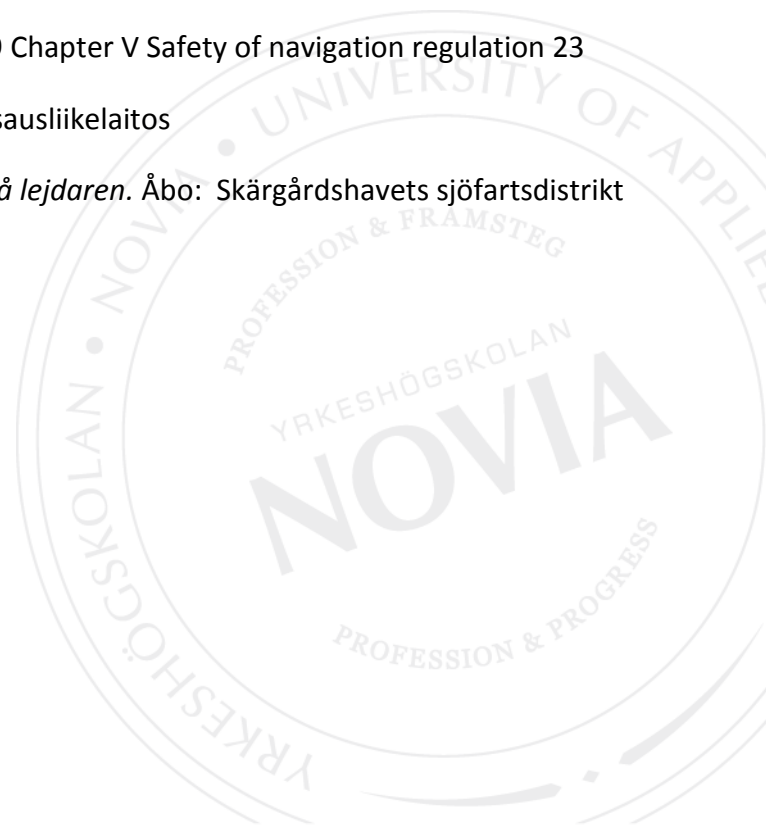 ) Chapter V Safety of navigation regulation 23
sausliikelaitos
å lejdaren. Åbo: Skärgårdshavets sjöfartsdistrikt
YRKESHÖGSKOLAN • NOVIA • UNIVERSITY OF APPLIE
PROFESSION & FRAMSTEG
YRKESHÖGSKOLAN
NOVIA
PROFESSION & PROGRESS